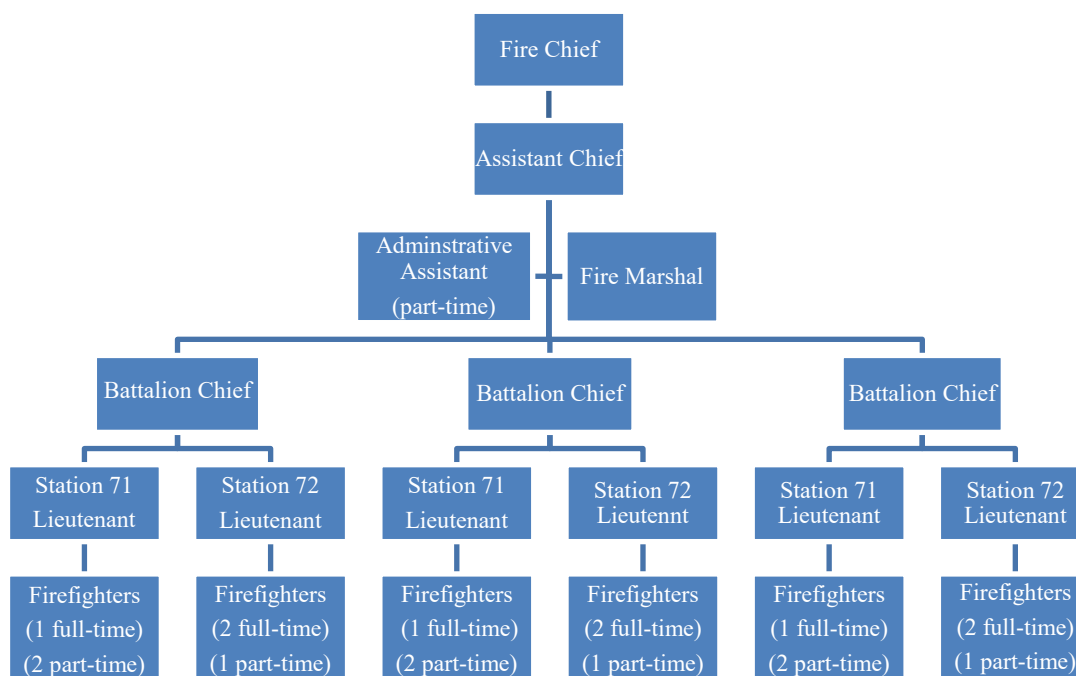 Fire Chief
Assistant Chief
Adminstrative
Assistant
(part-time)
Fire Marshal
Battalion Chief
Battalion Chief
Battalion Chief
Station 71
Lieutenant
Station 72
Lieutenant
Station 71
Lieutenant
Station 72
Lieutennt
Station 71
Lieutenant
Station 72
Lieutenant
Firefighters
(1 full-time)
(2 part-time)
Firefighters
(2 full-time)
(1 part-time)
Firefighters
(1 full-time)
(2 part-time)
Firefighters
(2 full-time)
(1 part-time)
Firefighters
(1 full-time)
(2 part-time)
Firefighters
(2 full-time)
(1 part-time)